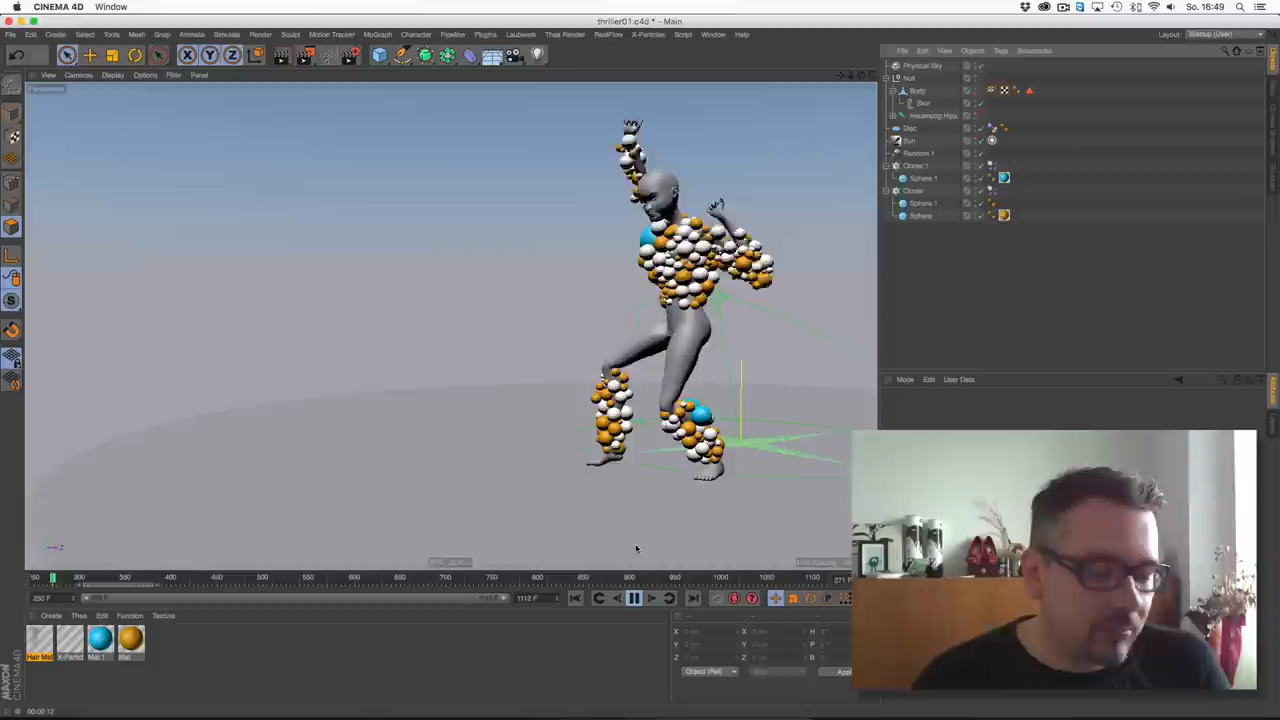 CINEMA 4D Window So. 16:49
thriller01.c4d * - Main
File Edit Create Select Tools Mesh Snap Animate Simulate Render Sculpt Motion Tracker MoGraph Character Pipeline Plugins Laubwerk Thea Render RealFlow X-Particles Script Window Help Layout: Startup (User)
View Cameras Display Options Filter Panel
File Edit View Objects Tags Bookmarks
Perspective
Physical Sky
Null
Body
Skin
mixamorig:Hips
Disc
Sun
Random.1
Cloner.1
Sphere.1
Cloner
Sphere.1
Sphere
Mode Edit User Data
Z
300 350 400 450 500 550 600 650 700 750 800 850 900 950 1000 1050 1100 271
250 F 1112 F
Create Thea Edit Function Texture
X X H
Y Y P
Z Z B
Hair Mat X-Particl Mat.1 Mat
Object (Rel) Apply
MAXON CINEMA 4D
00:00:12